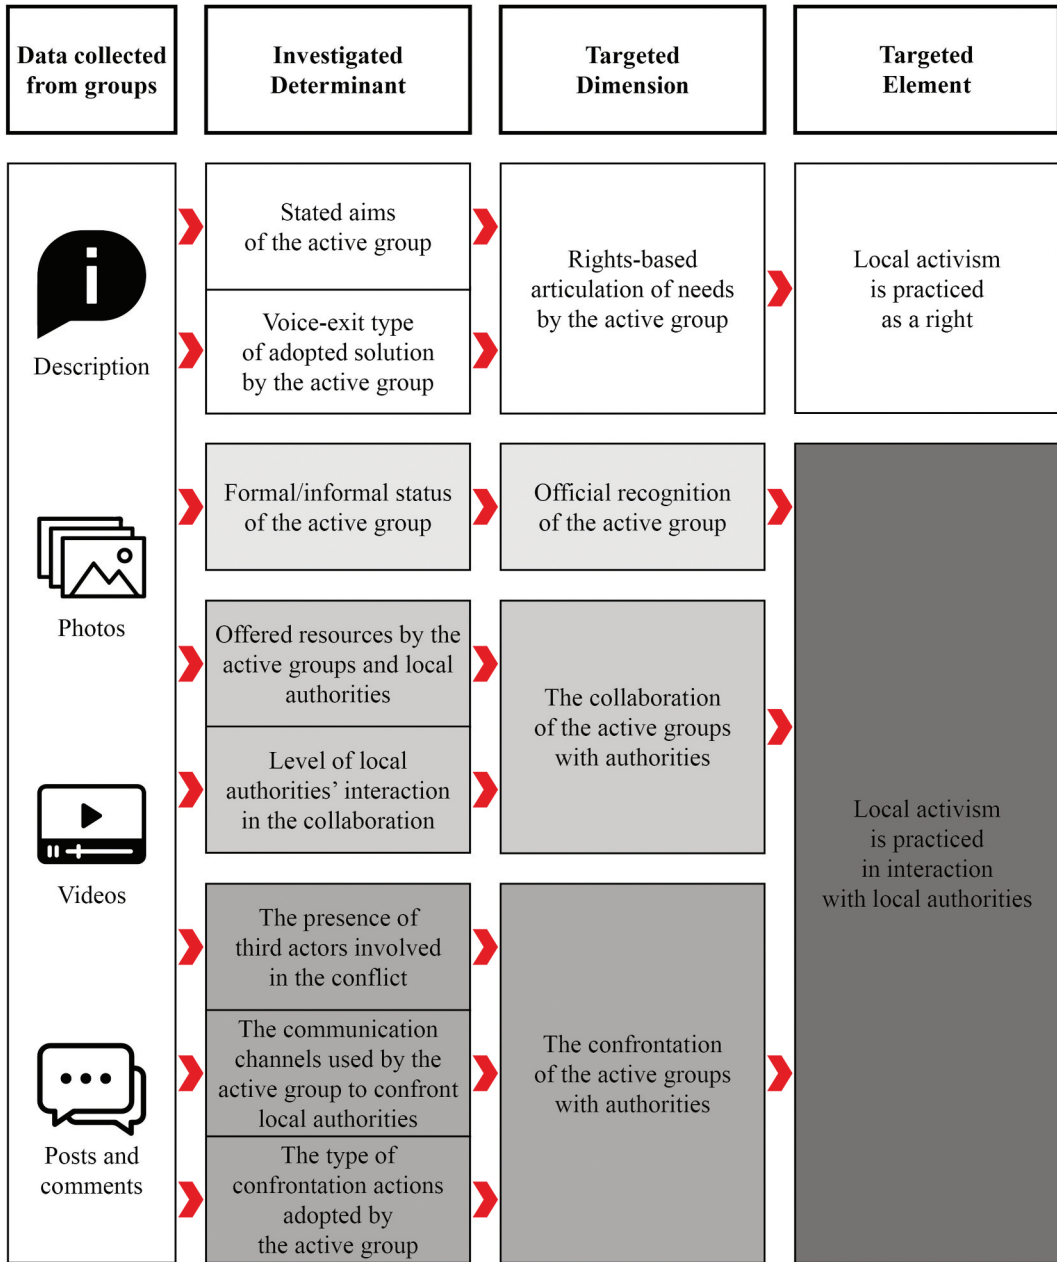 Data collected
from groups
Investigated
Determinant
Targeted
Dimension
Targeted
Element
Description
Photos
Videos
Posts and
comments
Stated aims
of the active group
Voice-exit type
of adopted solution
by the active group
Rights-based
articulation of needs
by the active group
Local activism
is practiced
as a right
Formal/informal status
of the active group
Official recognition
of the active group
Offered resources by the
active groups and local
authorities
Level of local
authorities’ interaction
in the collaboration
The collaboration
of the active groups
with authorities
The presence of
third actors involved
in the conflict
The communication
channels used by the
active group to confront
local authorities
The type of
confrontation actions
adopted by
the active group
The confrontation
of the active groups
with authorities
Local activism
is practiced
in interaction
with local authorities